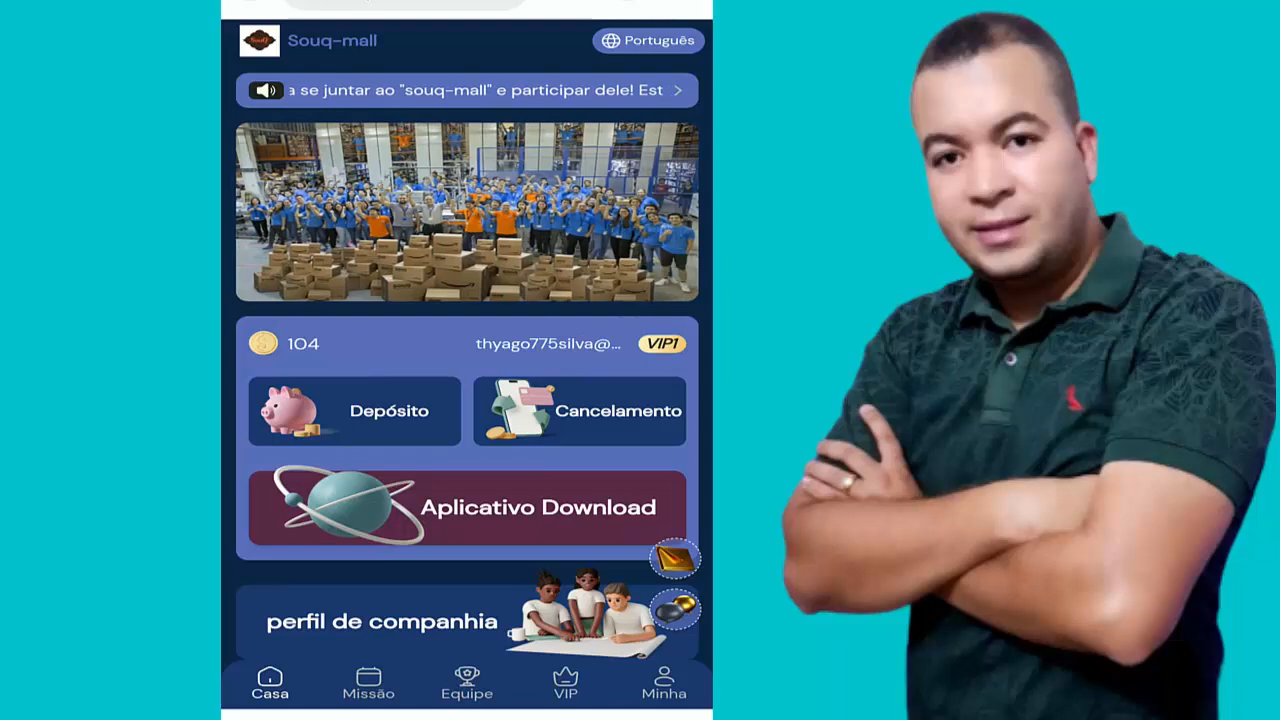 Souq-mall
Português
a se juntar ao "souq-mall" e participar dele! Est
104
thyago775silva@...
VIP1
Depósito
Cancelamento
Aplicativo Download
perfil de companhia
Casa
Missão
Equipe
VIP
Minha